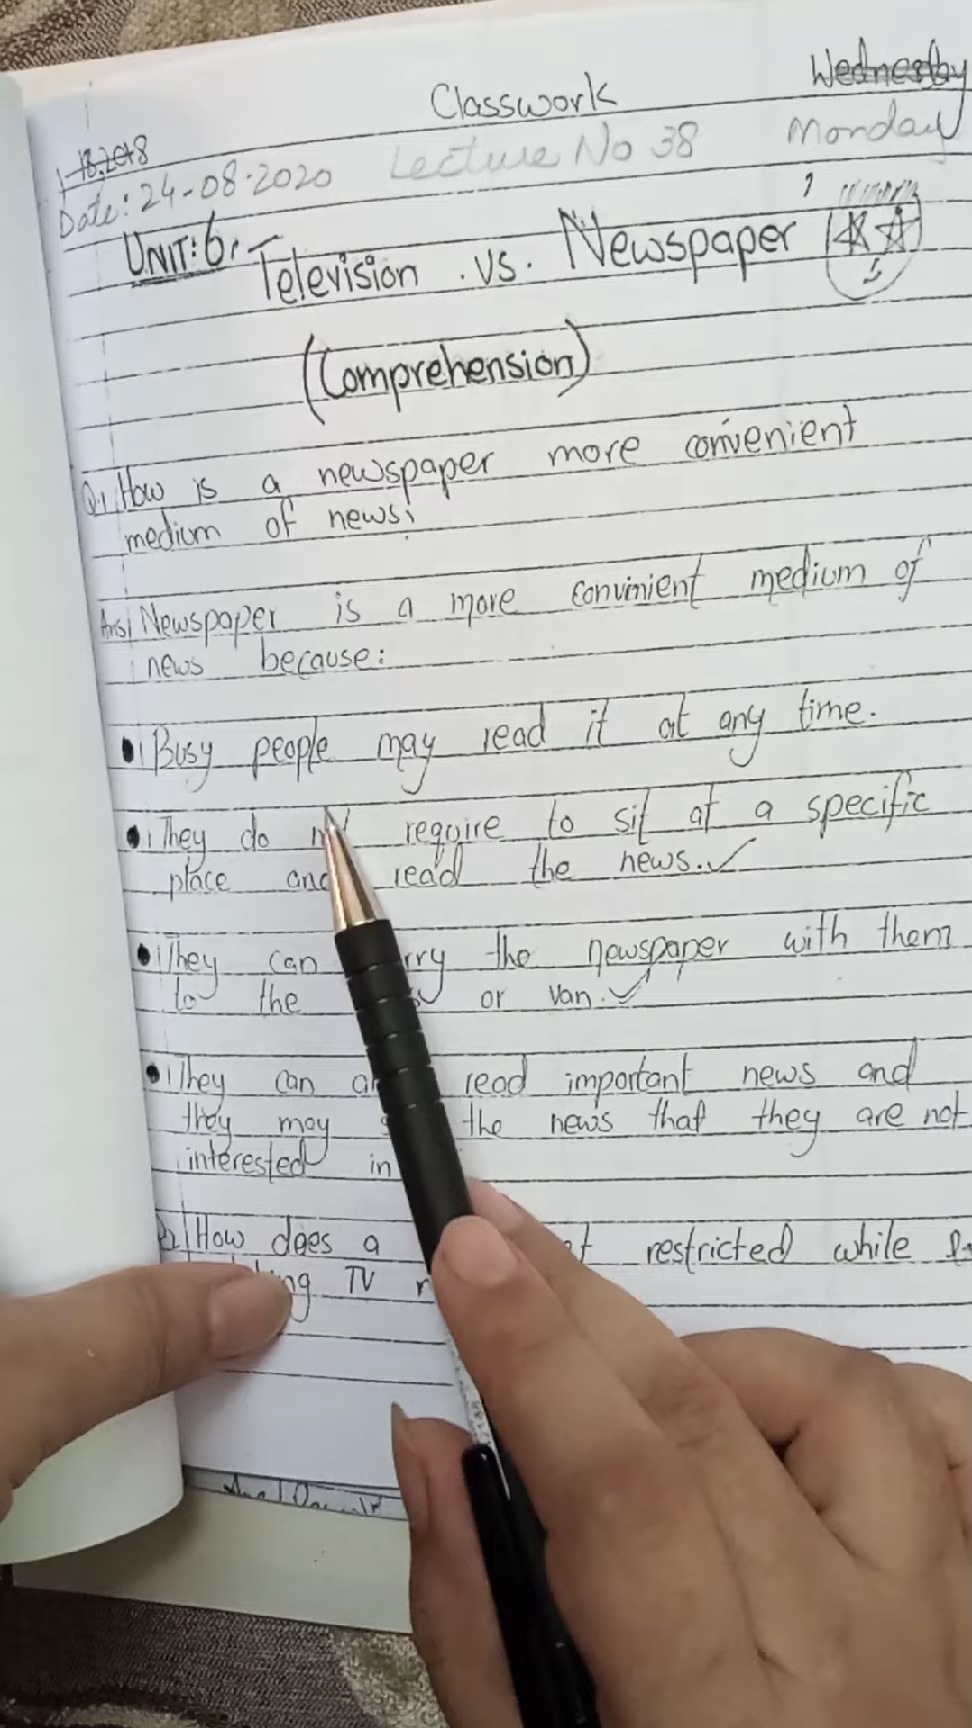 Classwork
Wednesday
Date: 24-08-2020 Lecture No 38 Monday
UNIT: 6. Television vs. Newspaper
(Comprehension)
Q1 How is a newspaper more convenient
medium of news?
Ans Newspaper is a more convinient medium of
news because:
• Busy people may read it at any time.
• They do require to sit at a specific
place and read the news.
• They can the newspaper with them
to the or van.
• They can read important news and
they may the news that they are not
interested in
How does a restricted while
TV